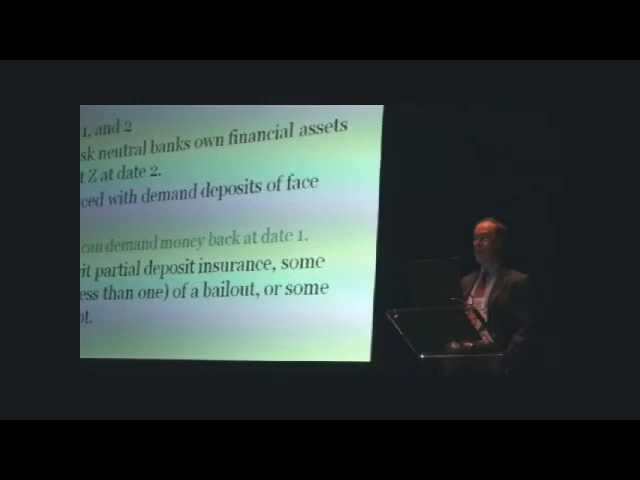 1, and 2
sk neutral banks own financial assets
t Z at date 2.
ced with demand deposits of face
can demand money back at date 1.
it partial deposit insurance, some
ess than one) of a bailout, or some
ot.